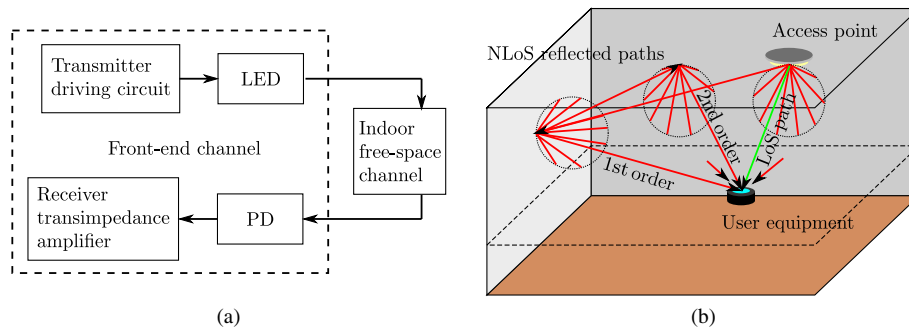 Transmitter
driving circuit
LED
Indoor
free-space
channel
Front-end channel
Receiver
transimpedance
amplifier
PD
(a)
Access point
NLoS reflected paths
2nd order
LoS path
1st order
User equipment
(b)